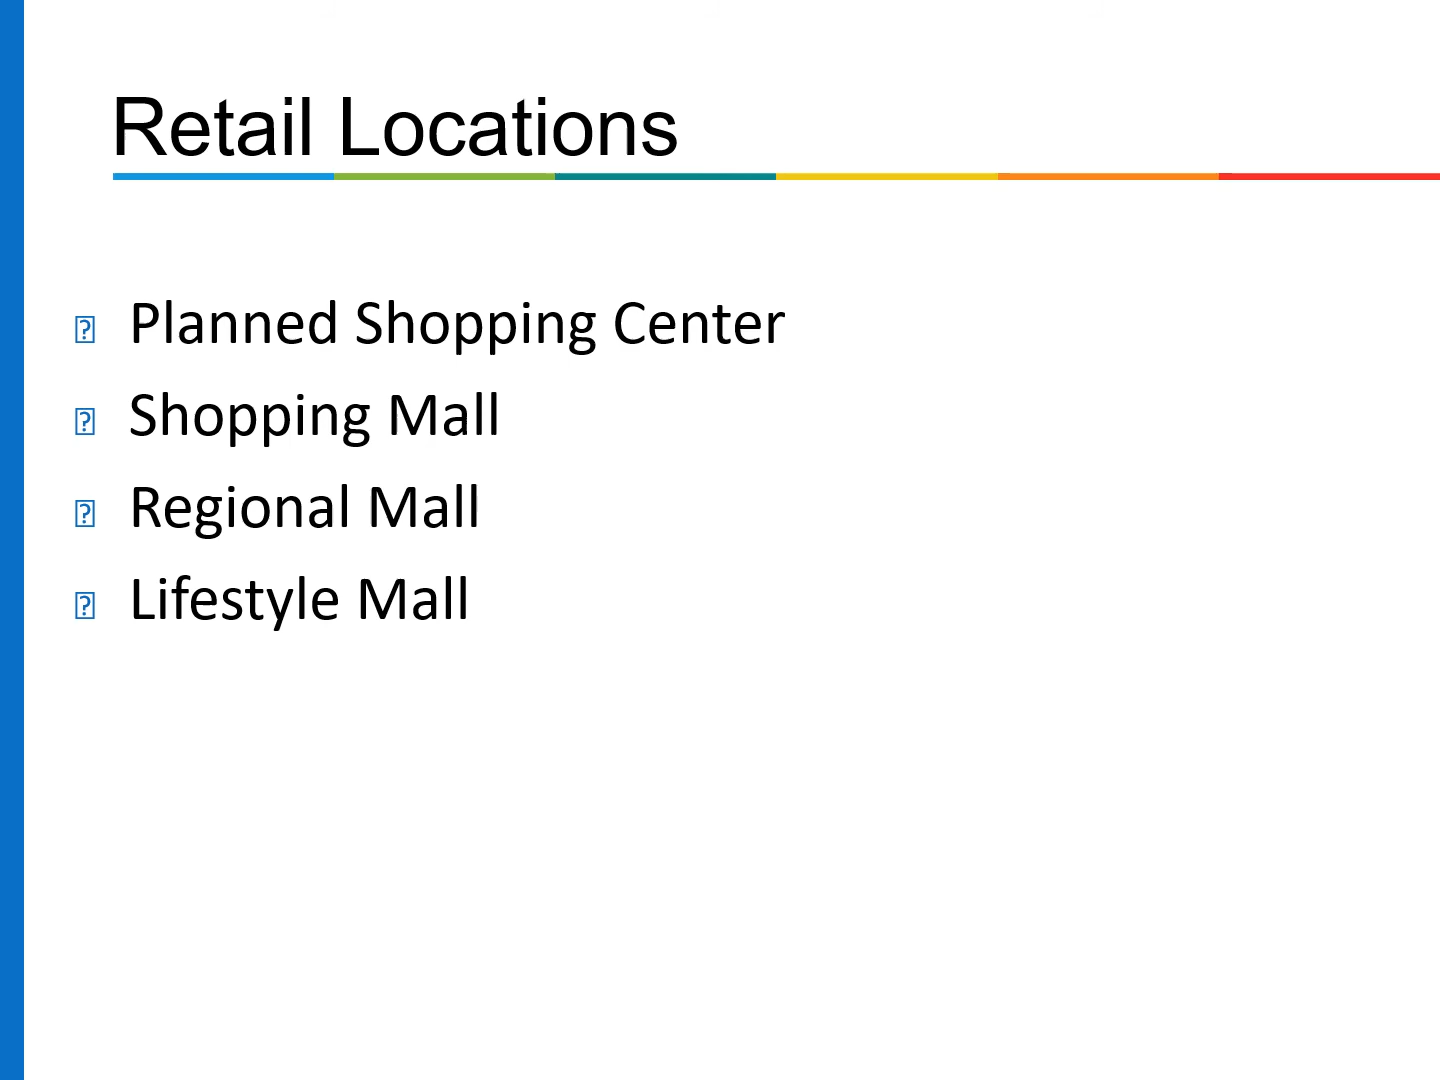 Retail Locations
Planned Shopping Center
Shopping Mall
Regional Mall
Lifestyle Mall